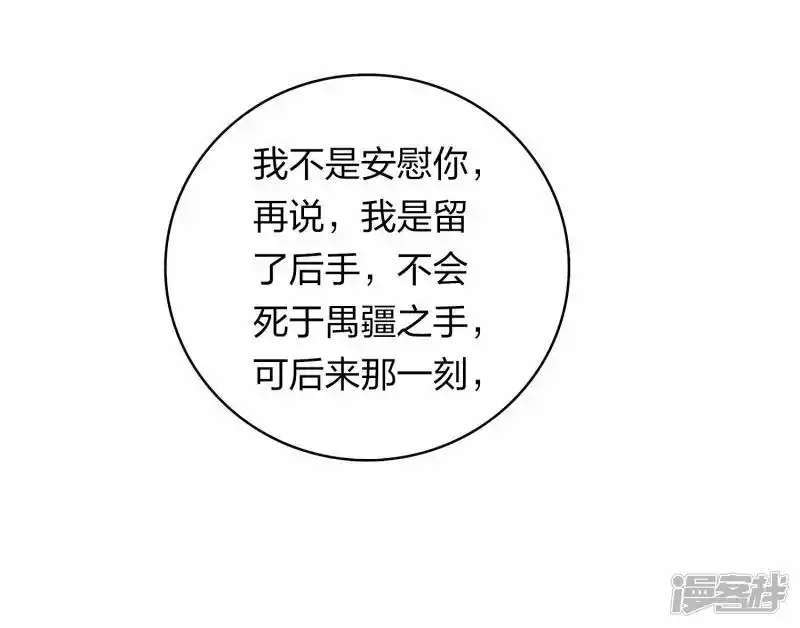 我不是安慰你，
再说，我是留
了后手，不会
死于禺疆之手，
可后来那一刻，
漫客栈